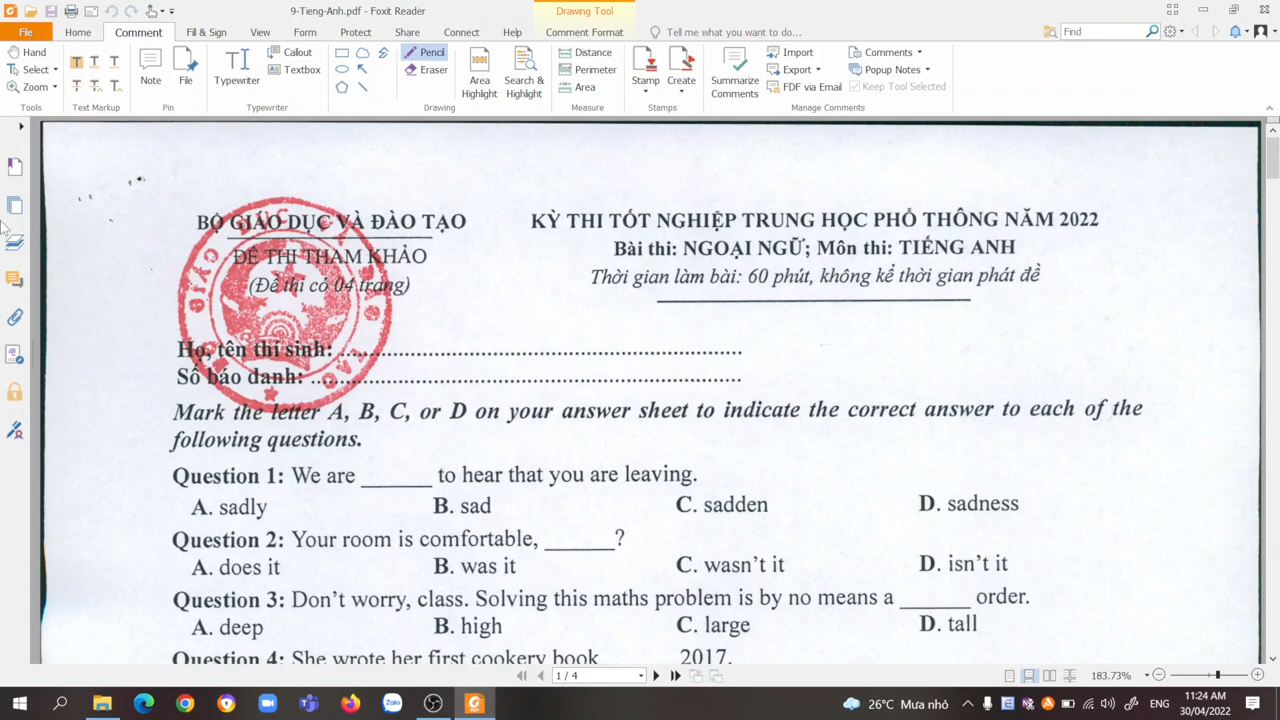 9-Tieng-Anh.pdf - Foxit Reader
Drawing Tool
File Home Comment Fill & Sign View Form Protect Share Connect Help Comment Format Tell me what you want to do... Find
Hand Callout Pencil Distance Import Comments
Select Textbox Eraser Perimeter Export Popup Notes
Zoom Note File Typewriter Area Highlight Search & Highlight Area Stamp Create Summarize Comments FDF via Email Keep Tool Selected
Tools Text Markup Pin Typewriter Drawing Measure Stamps Manage Comments
BỘ GIÁO DỤC VÀ ĐÀO TẠO
ĐỀ THI THAM KHẢO
(Đề thi có 04 trang)
KỲ THI TỐT NGHIỆP TRUNG HỌC PHỔ THÔNG NĂM 2022
Bài thi: NGOẠI NGỮ; Môn thi: TIẾNG ANH
Thời gian làm bài: 60 phút, không kể thời gian phát đề
Họ, tên thí sinh: ..........................................................................
Số báo danh: ..............................................................................
Mark the letter A, B, C, or D on your answer sheet to indicate the correct answer to each of the
following questions.
Question 1: We are ______ to hear that you are leaving.
A. sadly B. sad C. sadden D. sadness
Question 2: Your room is comfortable, ______?
A. does it B. was it C. wasn't it D. isn't it
Question 3: Don't worry, class. Solving this maths problem is by no means a ______ order.
A. deep B. high C. large D. tall
Question 4: She wrote her first cookery book ______ 2017.
1 / 4
183.73%
26°C Mưa nhỏ
ENG
11:24 AM
30/04/2022